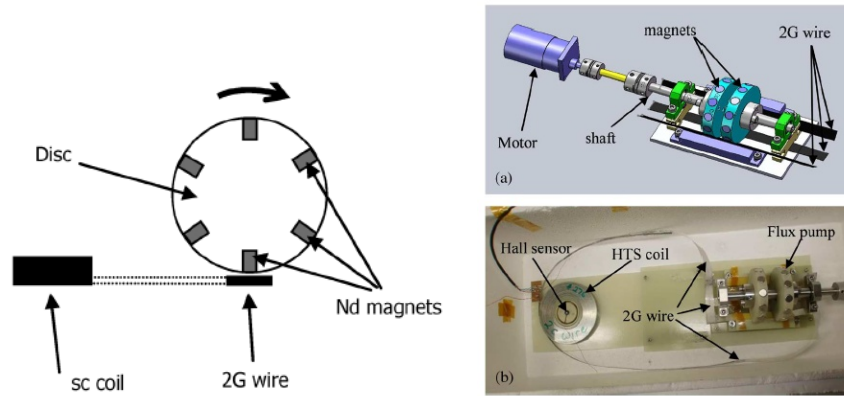 Disc
Nd magnets
sc coil
2G wire
magnets
2G wire
Motor
shaft
(a)
Hall sensor
HTS coil
Flux pump
2G wire
(b)